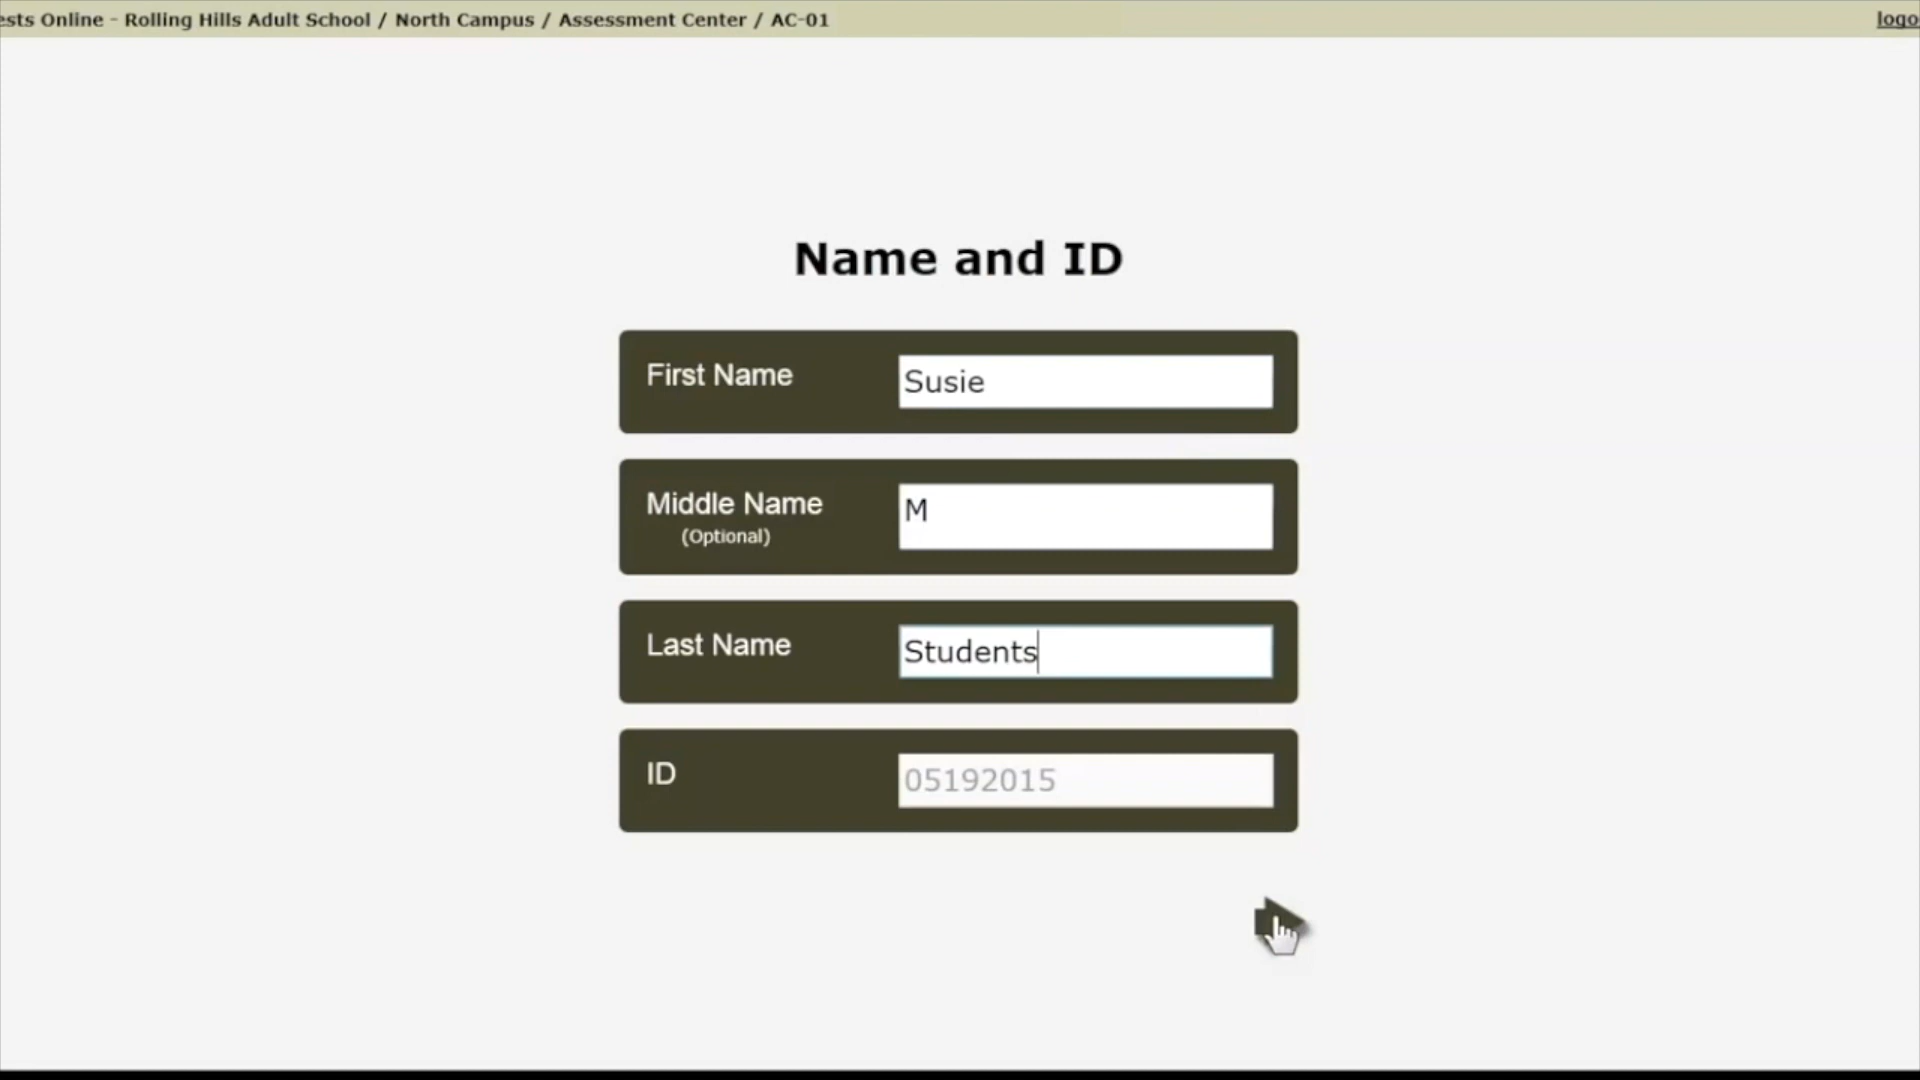 ests Online - Rolling Hills Adult School / North Campus / Assessment Center / AC-01
logo
Name and ID
First Name
Susie
Middle Name
(Optional)
M
Last Name
Students
ID
05192015